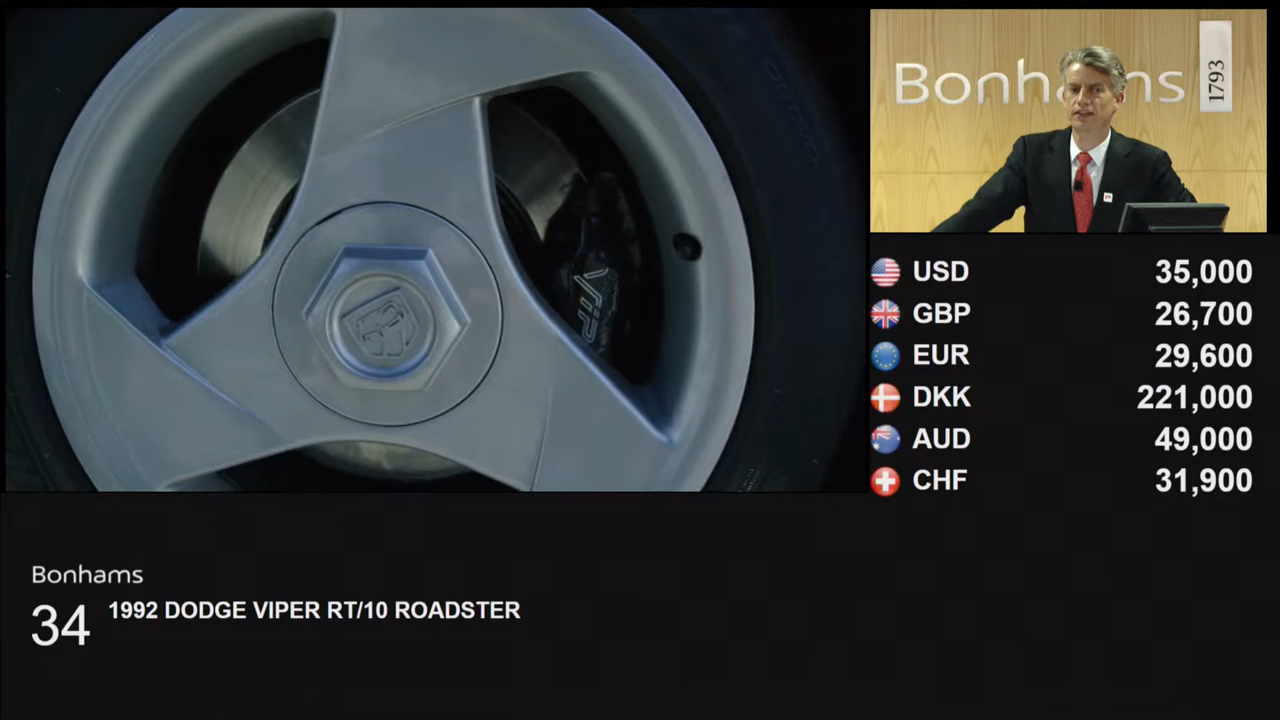 Bonhams
1793
VIP
USD 35,000
GBP 26,700
EUR 29,600
DKK 221,000
AUD 49,000
CHF 31,900
Bonhams
34 1992 DODGE VIPER RT/10 ROADSTER